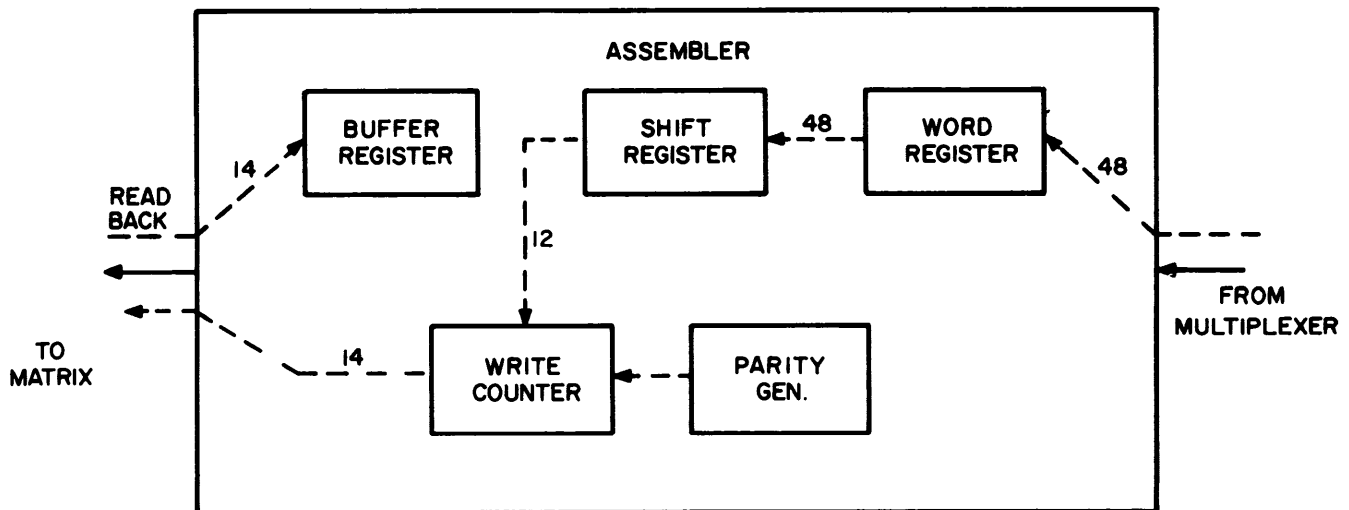 ASSEMBLER
BUFFER
REGISTER
SHIFT
REGISTER
WORD
REGISTER
48
48
14
READ
BACK
12
FROM
MULTIPLEXER
TO
MATRIX
14
WRITE
COUNTER
PARITY
GEN.